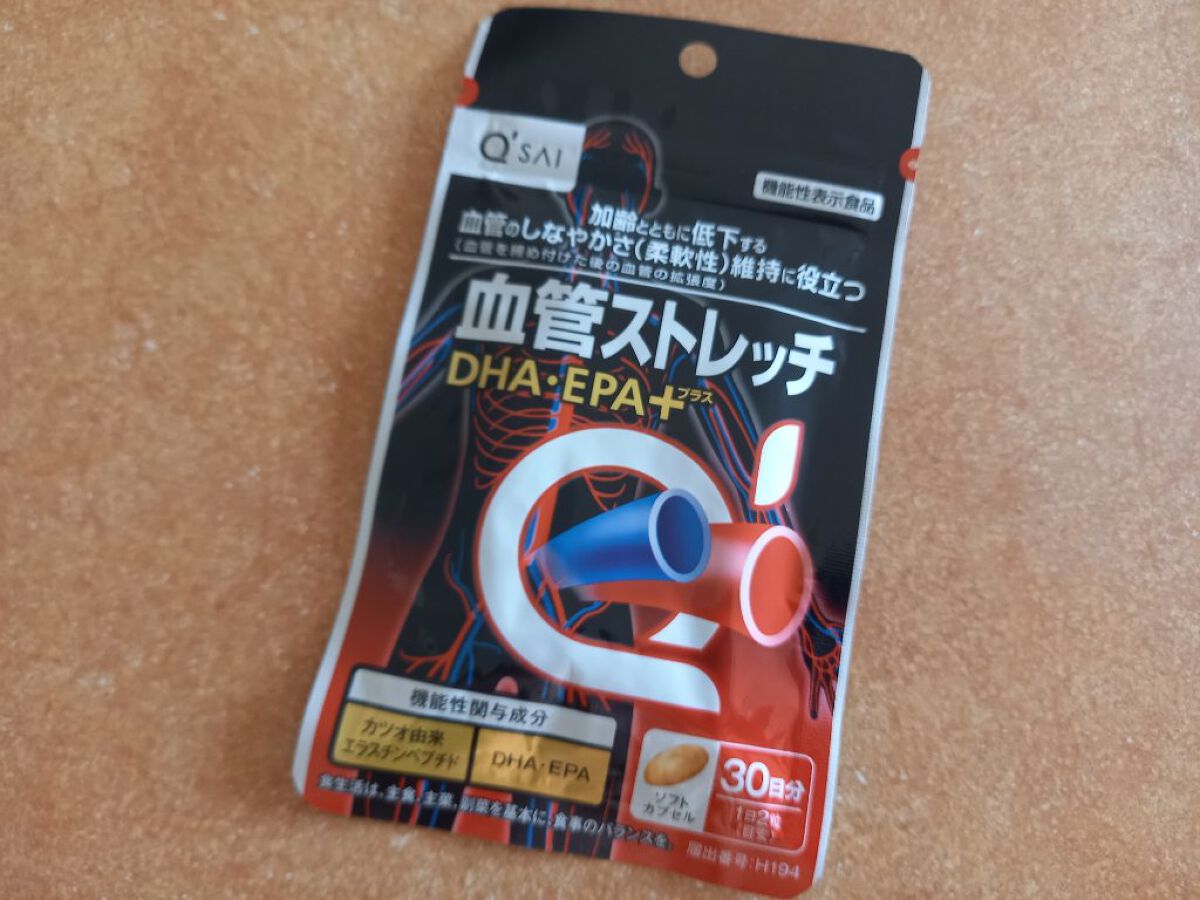 Q'SAI
機能性表示食品
加齢とともに低下する
血管のしなやかさ(柔軟性)維持に役立つ
(血管を締め付けた後の血管の拡張度)
血管ストレッチ
DHA・EPA+プラス
機能性関与成分
カツオ由来
エラスチンペプチド
DHA・EPA
ソフト
カプセル
30日分
1日2粒
(目安)
食生活は、主食、主菜、副菜を基本に、食事のバランスを。
届出番号:H194